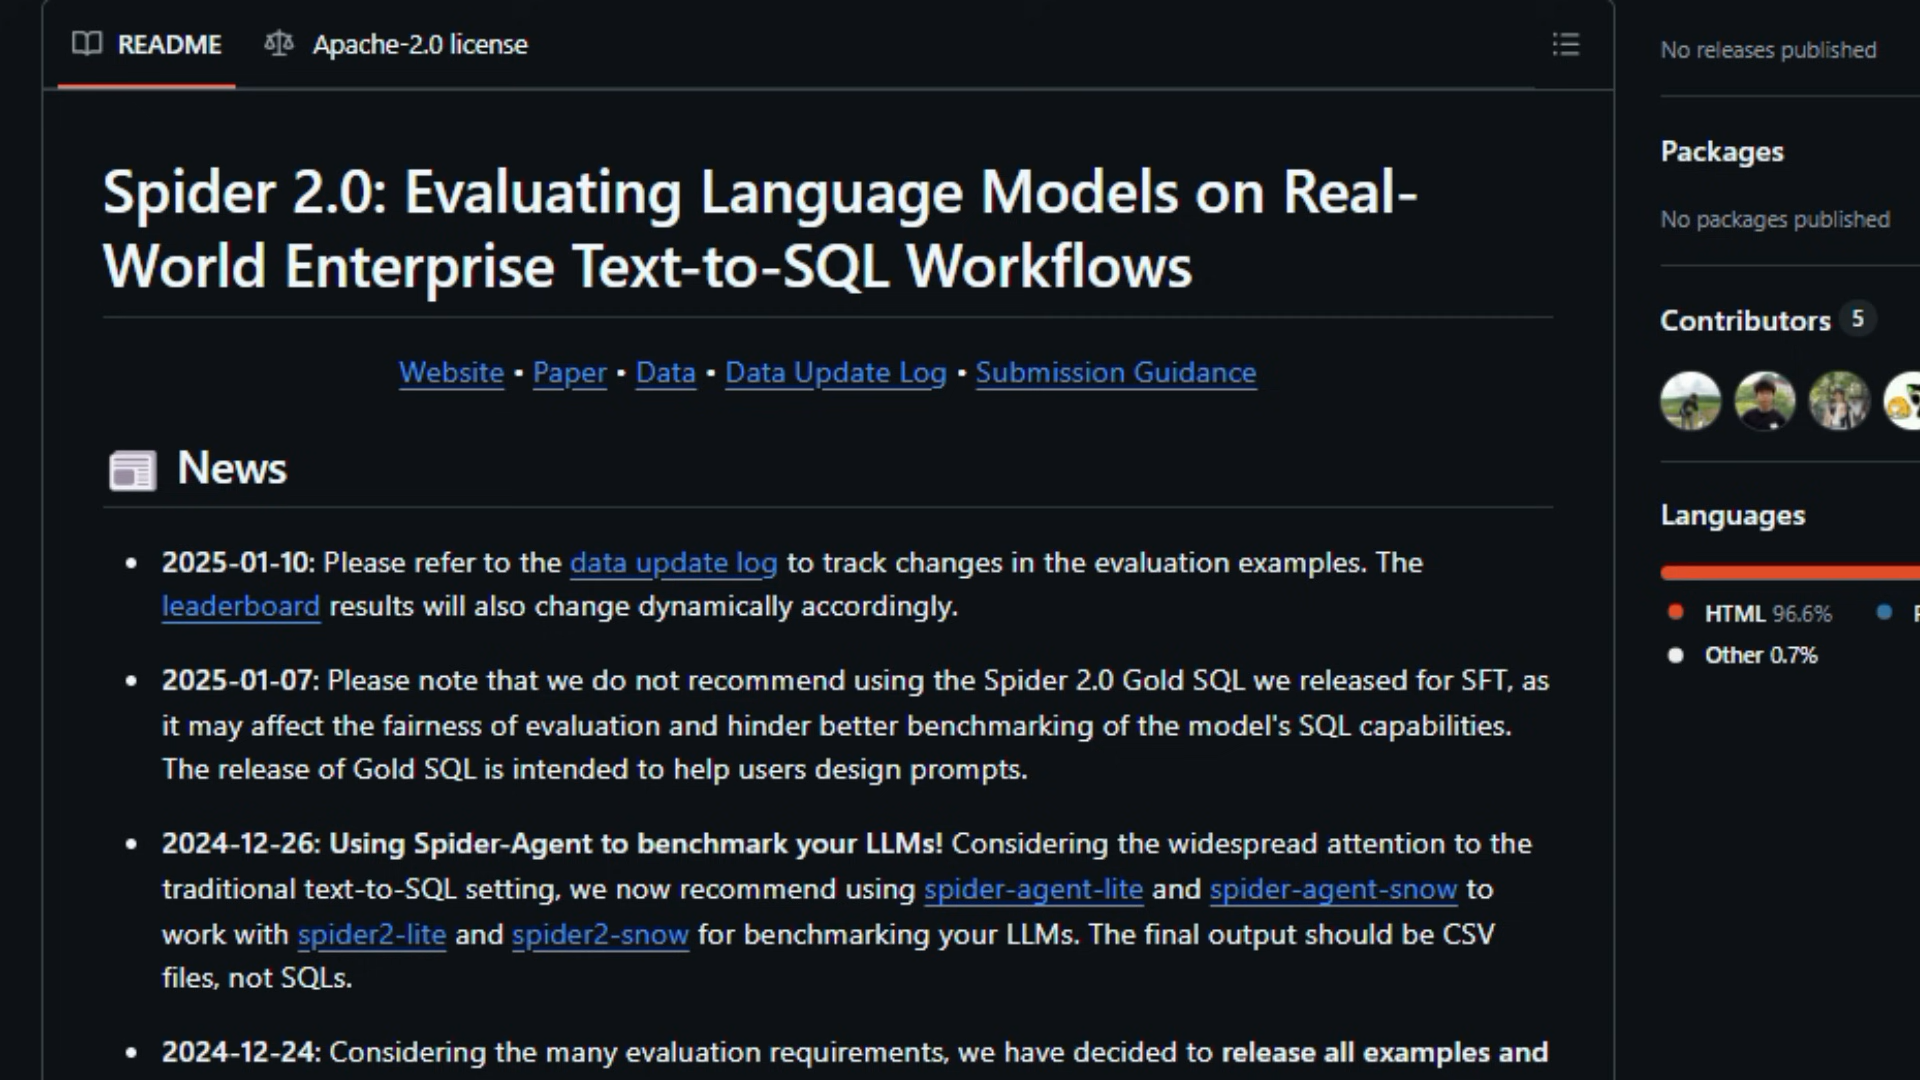 README
Apache-2.0 license
Spider 2.0: Evaluating Language Models on Real-
World Enterprise Text-to-SQL Workflows
Website • Paper • Data • Data Update Log • Submission Guidance
News
• 2025-01-10: Please refer to the data update log to track changes in the evaluation examples. The
leaderboard results will also change dynamically accordingly.
• 2025-01-07: Please note that we do not recommend using the Spider 2.0 Gold SQL we released for SFT, as
it may affect the fairness of evaluation and hinder better benchmarking of the model's SQL capabilities.
The release of Gold SQL is intended to help users design prompts.
• 2024-12-26: Using Spider-Agent to benchmark your LLMs! Considering the widespread attention to the
traditional text-to-SQL setting, we now recommend using spider-agent-lite and spider-agent-snow to
work with spider2-lite and spider2-snow for benchmarking your LLMs. The final output should be CSV
files, not SQLs.
• 2024-12-24: Considering the many evaluation requirements, we have decided to release all examples and
No releases published
Packages
No packages published
Contributors 5
Languages
HTML 96.6%
Other 0.7%